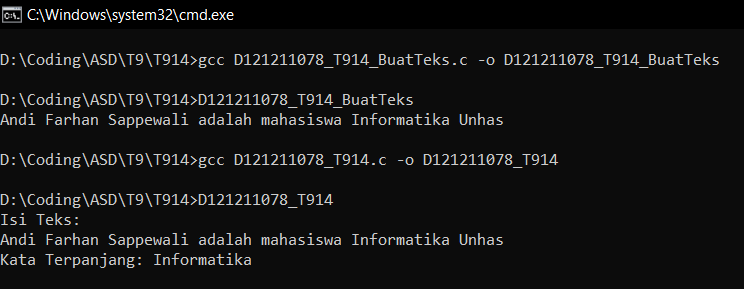 C:\Windows\system32\cmd.exe
D:\Coding\ASD\T9\T914>gcc D121211078_T914_BuatTeks.c -o D121211078_T914_BuatTeks
D:\Coding\ASD\T9\T914>D121211078_T914_BuatTeks
Andi Farhan Sappewali adalah mahasiswa Informatika Unhas
D:\Coding\ASD\T9\T914>gcc D121211078_T914.c -o D121211078_T914
D:\Coding\ASD\T9\T914>D121211078_T914
Isi Teks:
Andi Farhan Sappewali adalah mahasiswa Informatika Unhas
Kata Terpanjang: Informatika